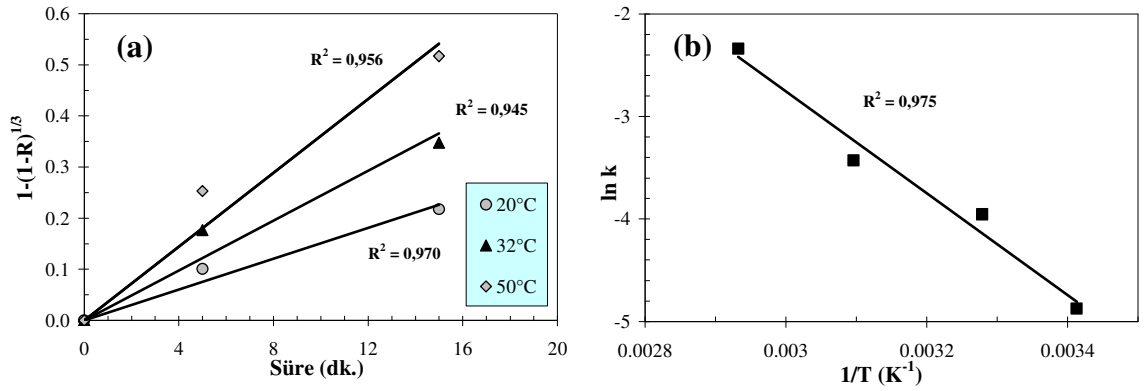 (a)
0.6
0.5
0.4
0.3
0.2
0.1
0.0
1-(1-R)^1/3
R² = 0,956
R² = 0,945
R² = 0,970
20°C
32°C
50°C
0 4 8 12 16 20
Süre (dk.)
(b)
-2
-3
-4
-5
ln k
R² = 0,975
0.0028 0.003 0.0032 0.0034
1/T (K⁻¹)